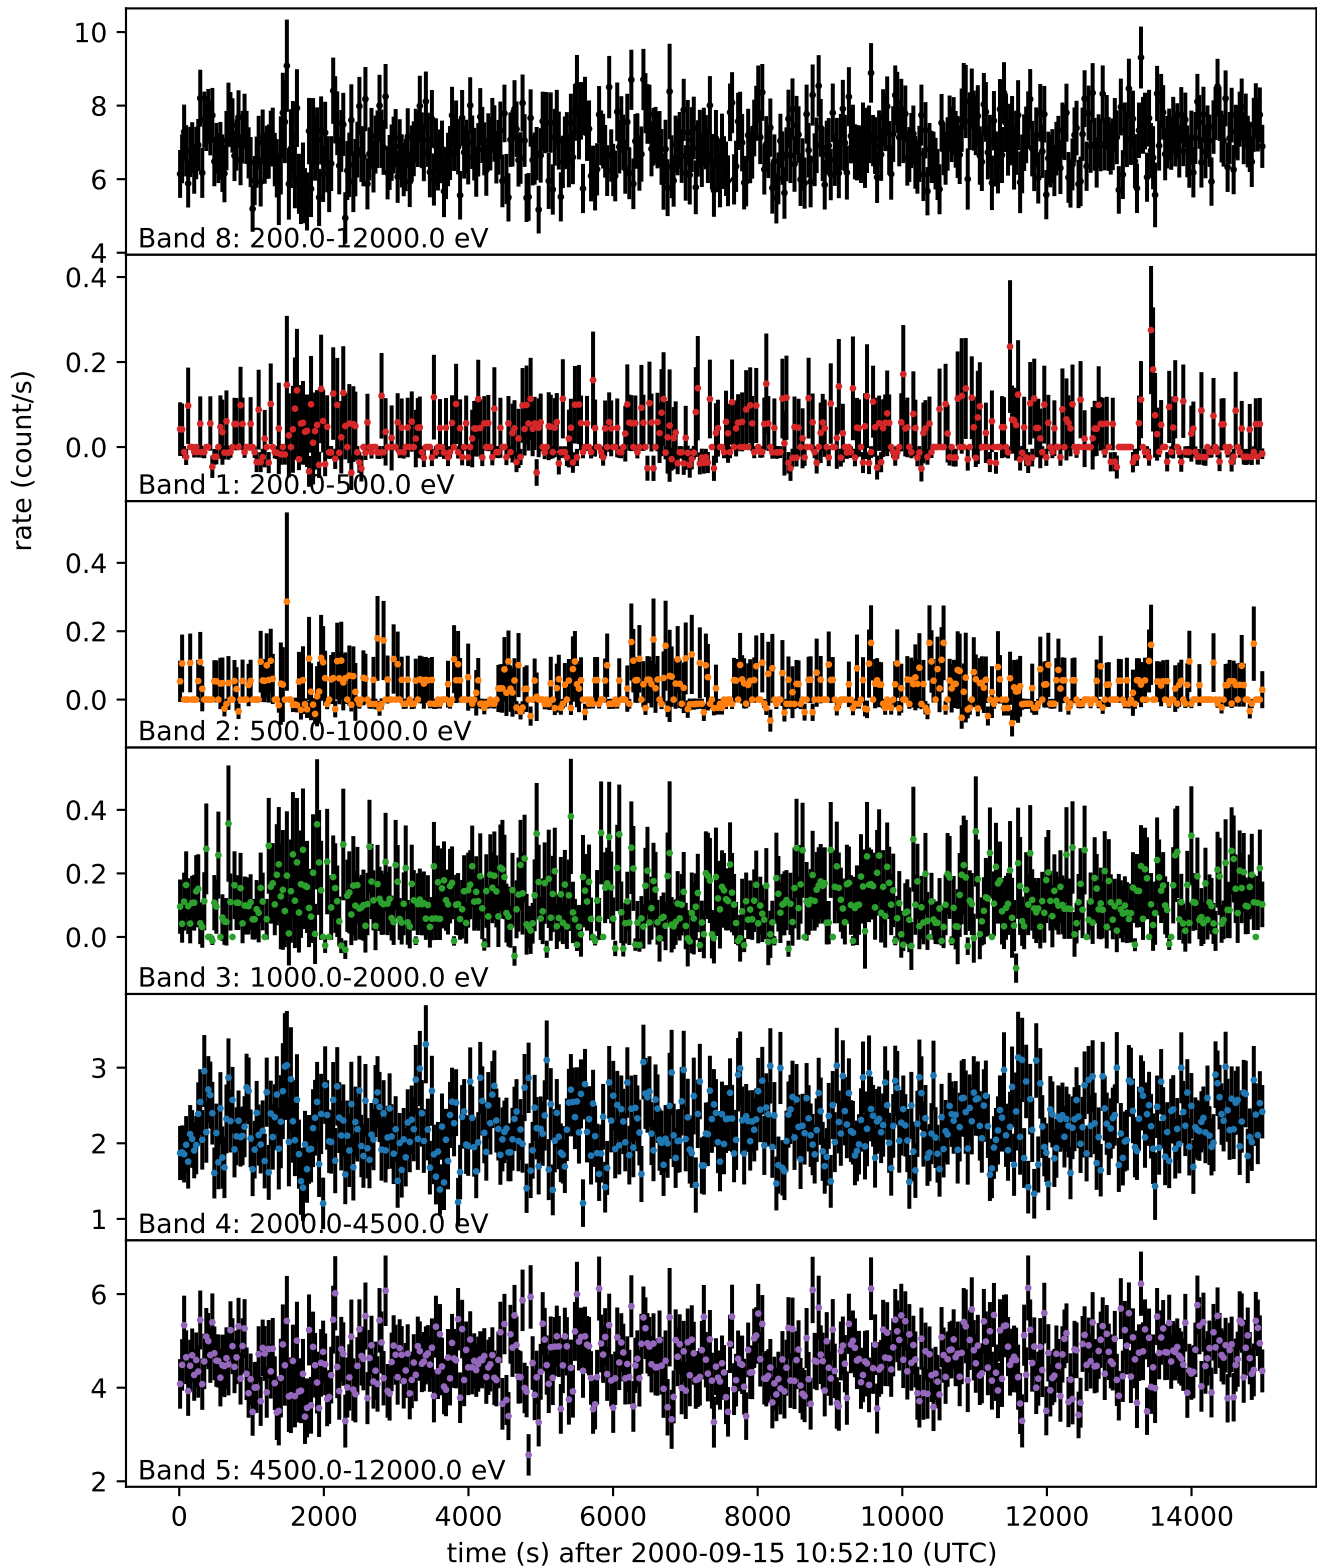 10
8
6
4
Band 8: 200.0-12000.0 eV
0.4
0.2
0.0
Band 1: 200.0-500.0 eV
rate (count/s)
0.4
0.2
0.0
Band 2: 500.0-1000.0 eV
0.4
0.2
0.0
Band 3: 1000.0-2000.0 eV
3
2
1
Band 4: 2000.0-4500.0 eV
6
4
2
Band 5: 4500.0-12000.0 eV
0 2000 4000 6000 8000 10000 12000 14000
time (s) after 2000-09-15 10:52:10 (UTC)